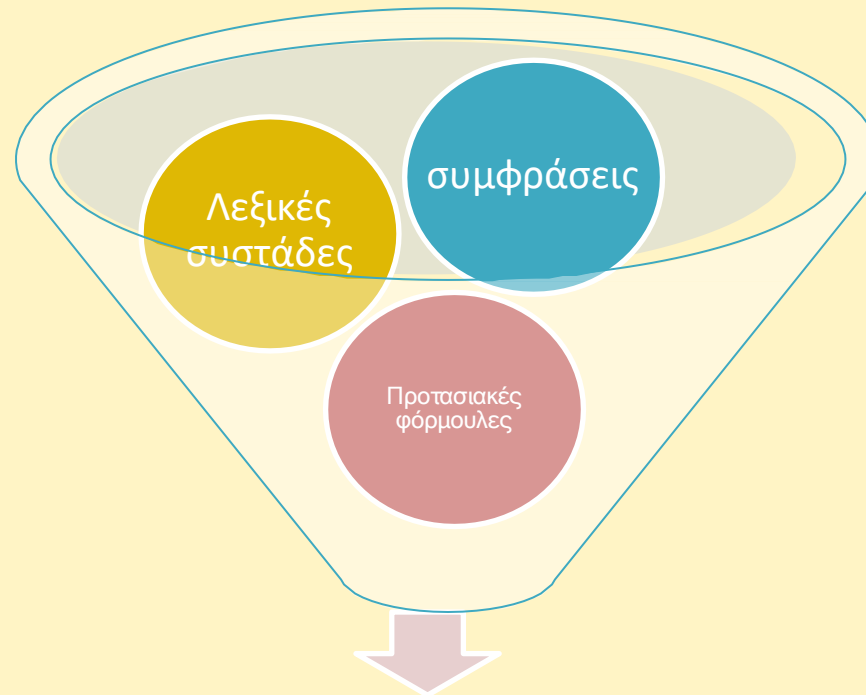 Λεξικές
συστάδες
συμφράσεις
Προτασιακές
φόρμουλες